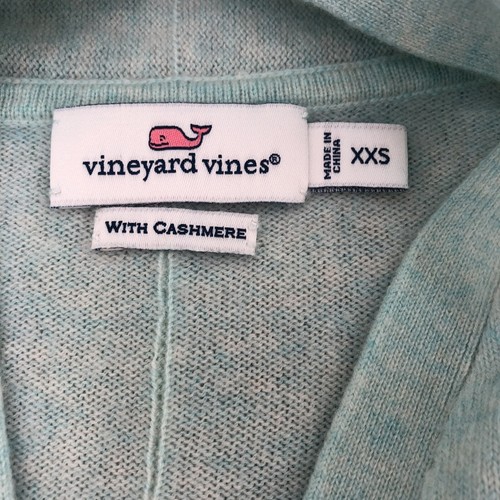 vineyard vines®
MADE IN
CHINA
XXS
WITH CASHMERE